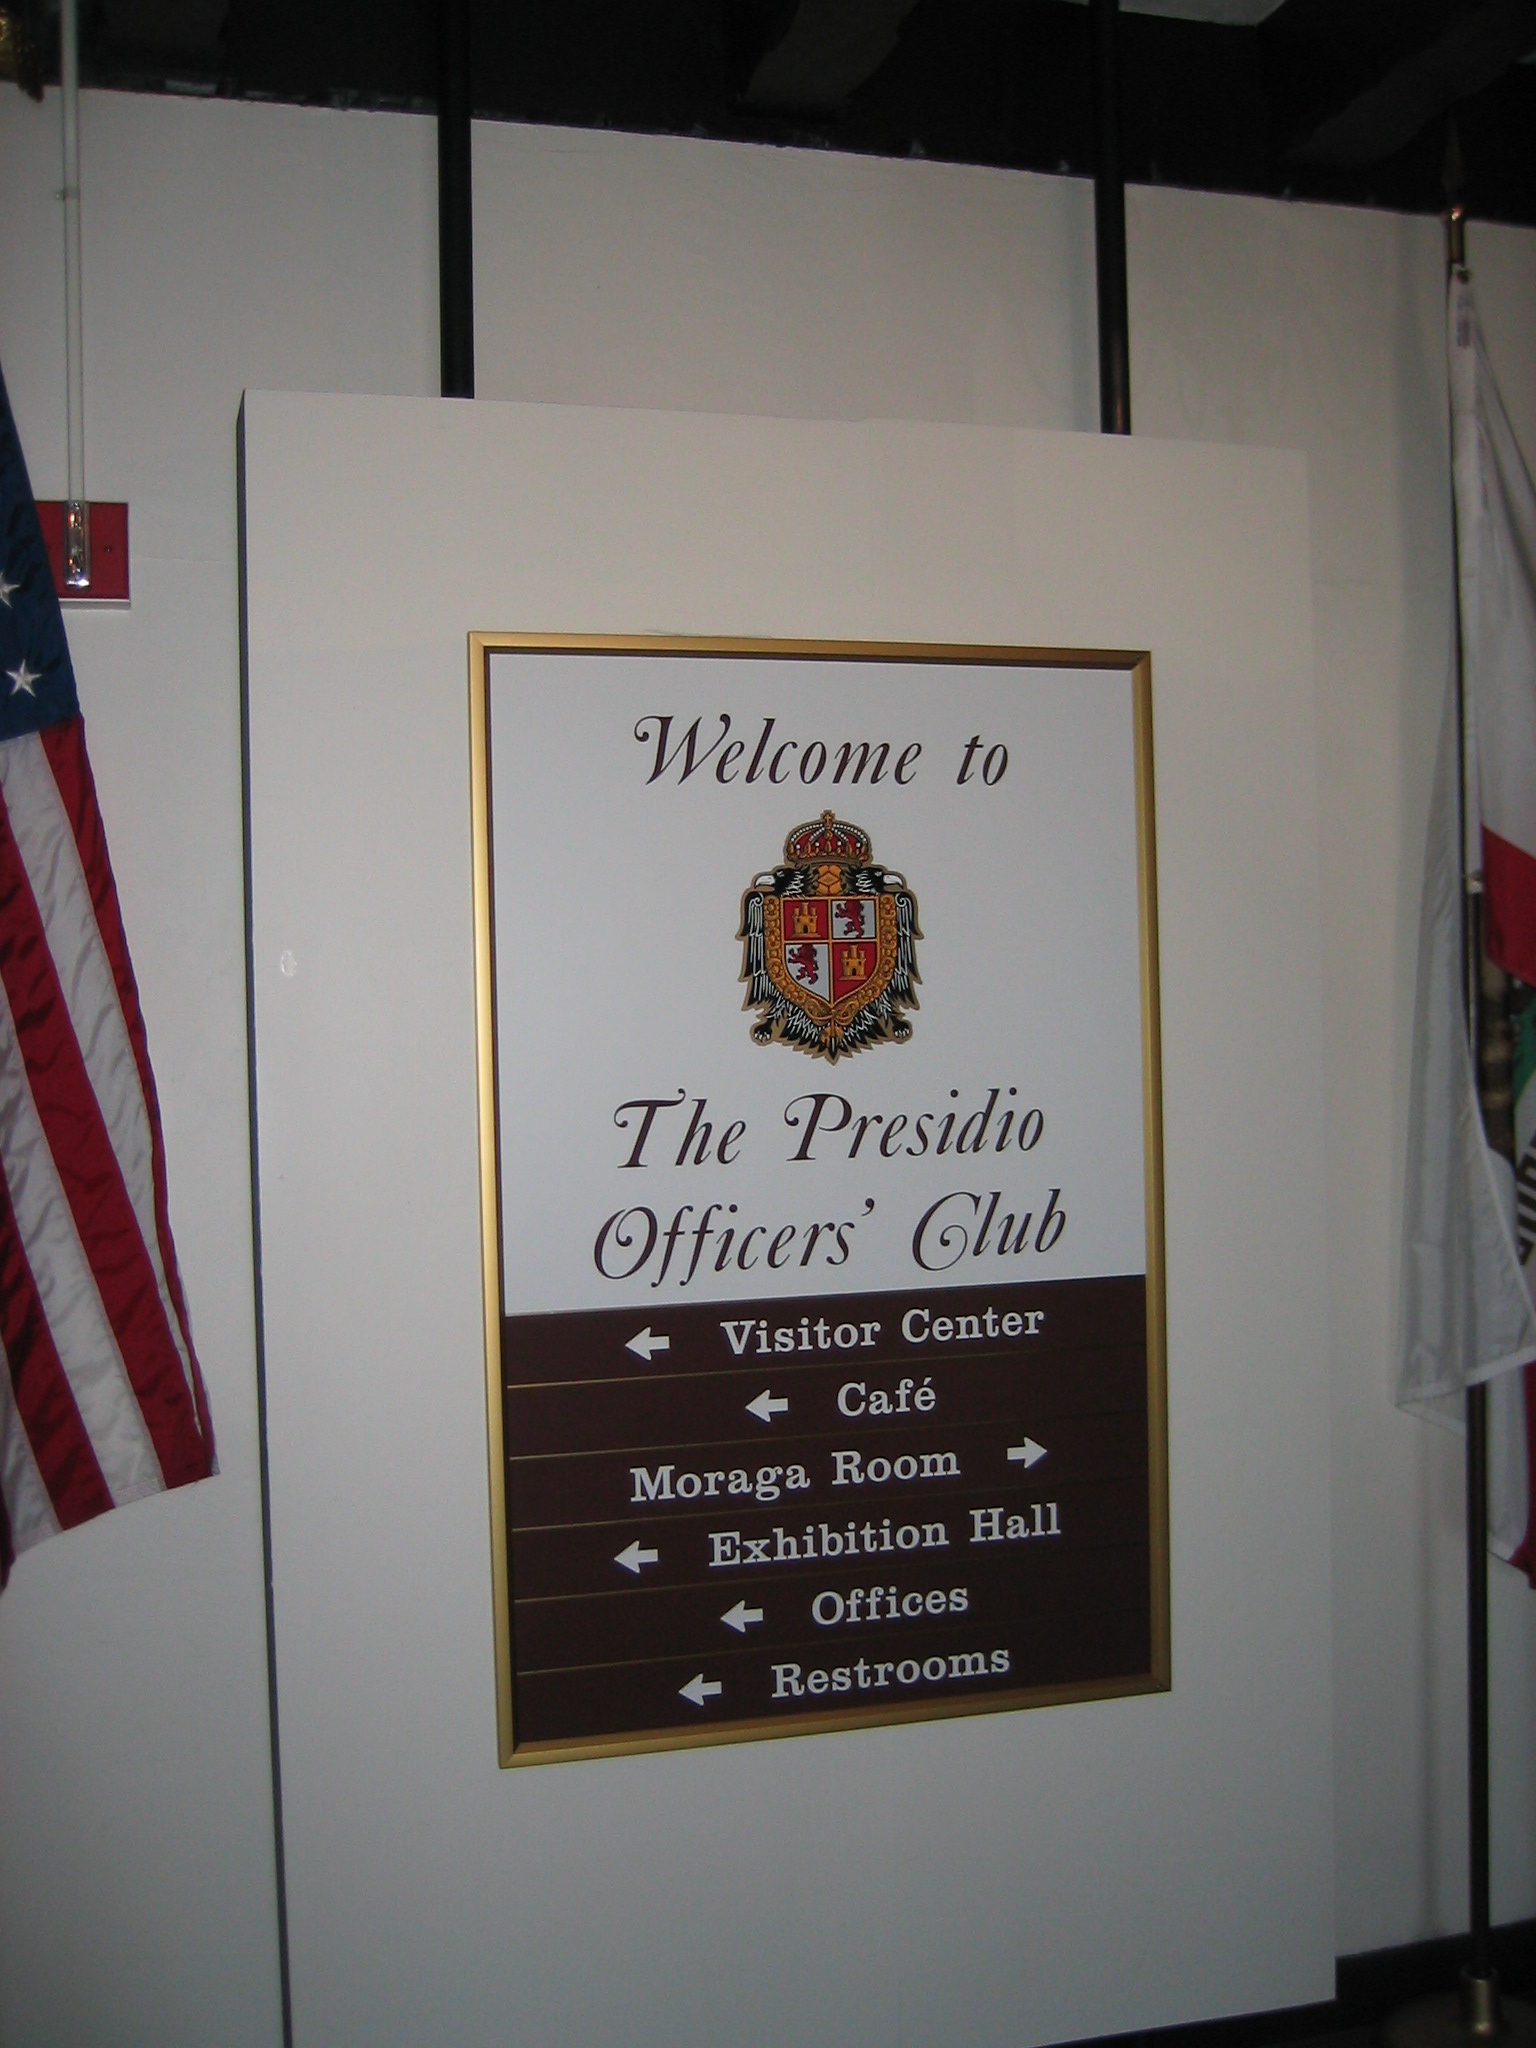 Welcome to
The Presidio
Officers' Club
← Visitor Center
← Café
Moraga Room →
← Exhibition Hall
← Offices
← Restrooms